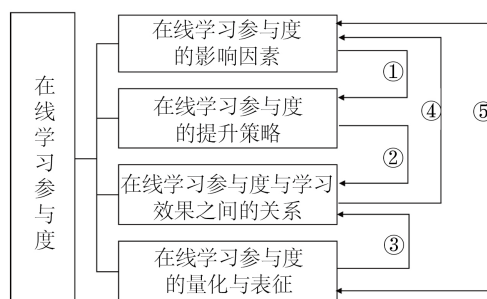 在线学习参与度
在线学习参与度
的影响因素
①
在线学习参与度
的提升策略
②
④
⑤
在线学习参与度与学习
效果之间的关系
③
在线学习参与度
的量化与表征